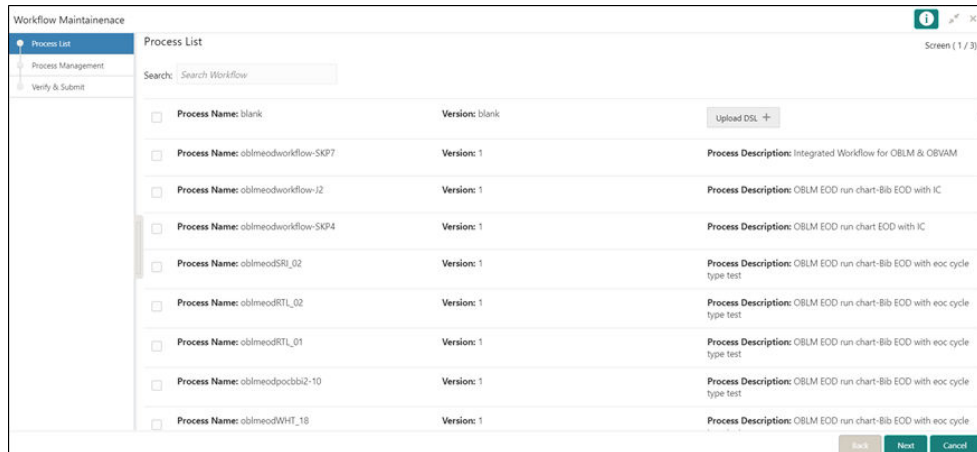 Workflow Maintainenace
Process List
Process Management
Verify & Submit
Process List
Screen ( 1 / 3)
Search: Search Workflow
Process Name: blank Version: blank Upload DSL +
Process Name: oblmeodworkflow-SKP7 Version: 1 Process Description: Integrated Workflow for OBLM & OBVAM
Process Name: oblmeodworkflow-J2 Version: 1 Process Description: OBLM EOD run chart-Bib EOD with IC
Process Name: oblmeodworkflow-SKP4 Version: 1 Process Description: OBLM EOD run chart EOD with IC
Process Name: oblmeodSRI_02 Version: 1 Process Description: OBLM EOD run chart-Bib EOD with eoc cycle
type test
Process Name: oblmeodRTL_02 Version: 1 Process Description: OBLM EOD run chart-Bib EOD with eoc cycle
type test
Process Name: oblmeodRTL_01 Version: 1 Process Description: OBLM EOD run chart-Bib EOD with eoc cycle
type test
Process Name: oblmeodpocbbi2-10 Version: 1 Process Description: OBLM EOD run chart-Bib EOD with eoc cycle
type test
Process Name: oblmeodWHT_18 Version: 1 Process Description: OBLM EOD run chart-Bib EOD with eoc cycle
Back Next Cancel